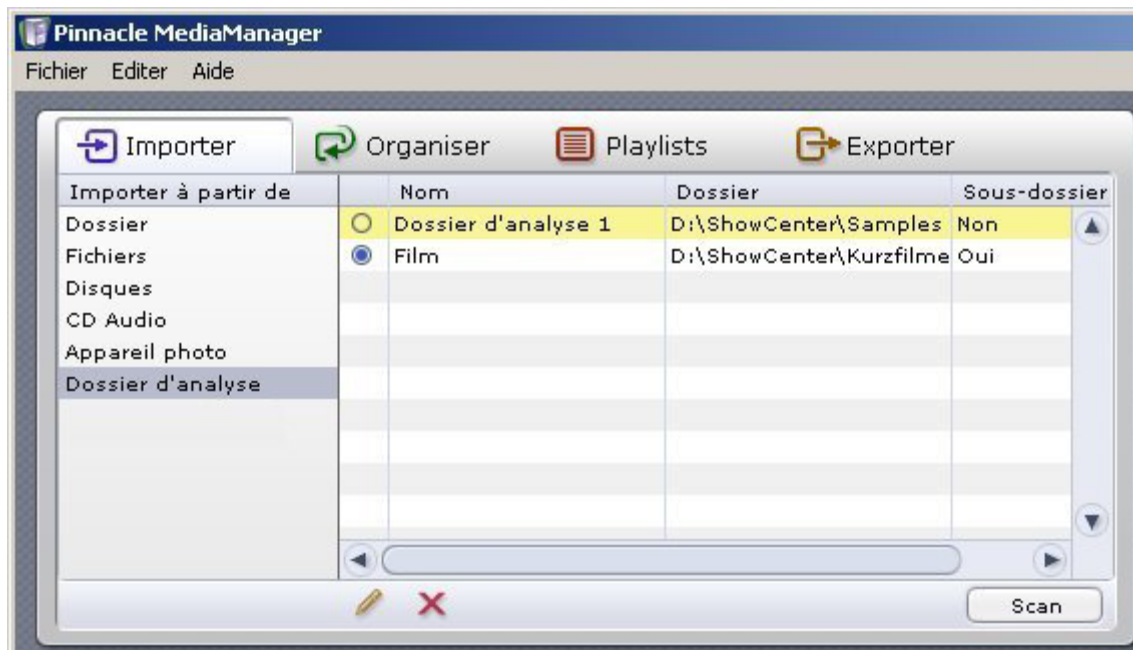 Pinnacle MediaManager
Fichier Editer Aide
Importer Organiser Playlists Exporter
Importer à partir de Nom Dossier Sous-dossier
Dossier Dossier d'analyse 1 D:\ShowCenter\Samples Non
Fichiers Film D:\ShowCenter\Kurzfilme Oui
Disques
CD Audio
Appareil photo
Dossier d'analyse
Scan